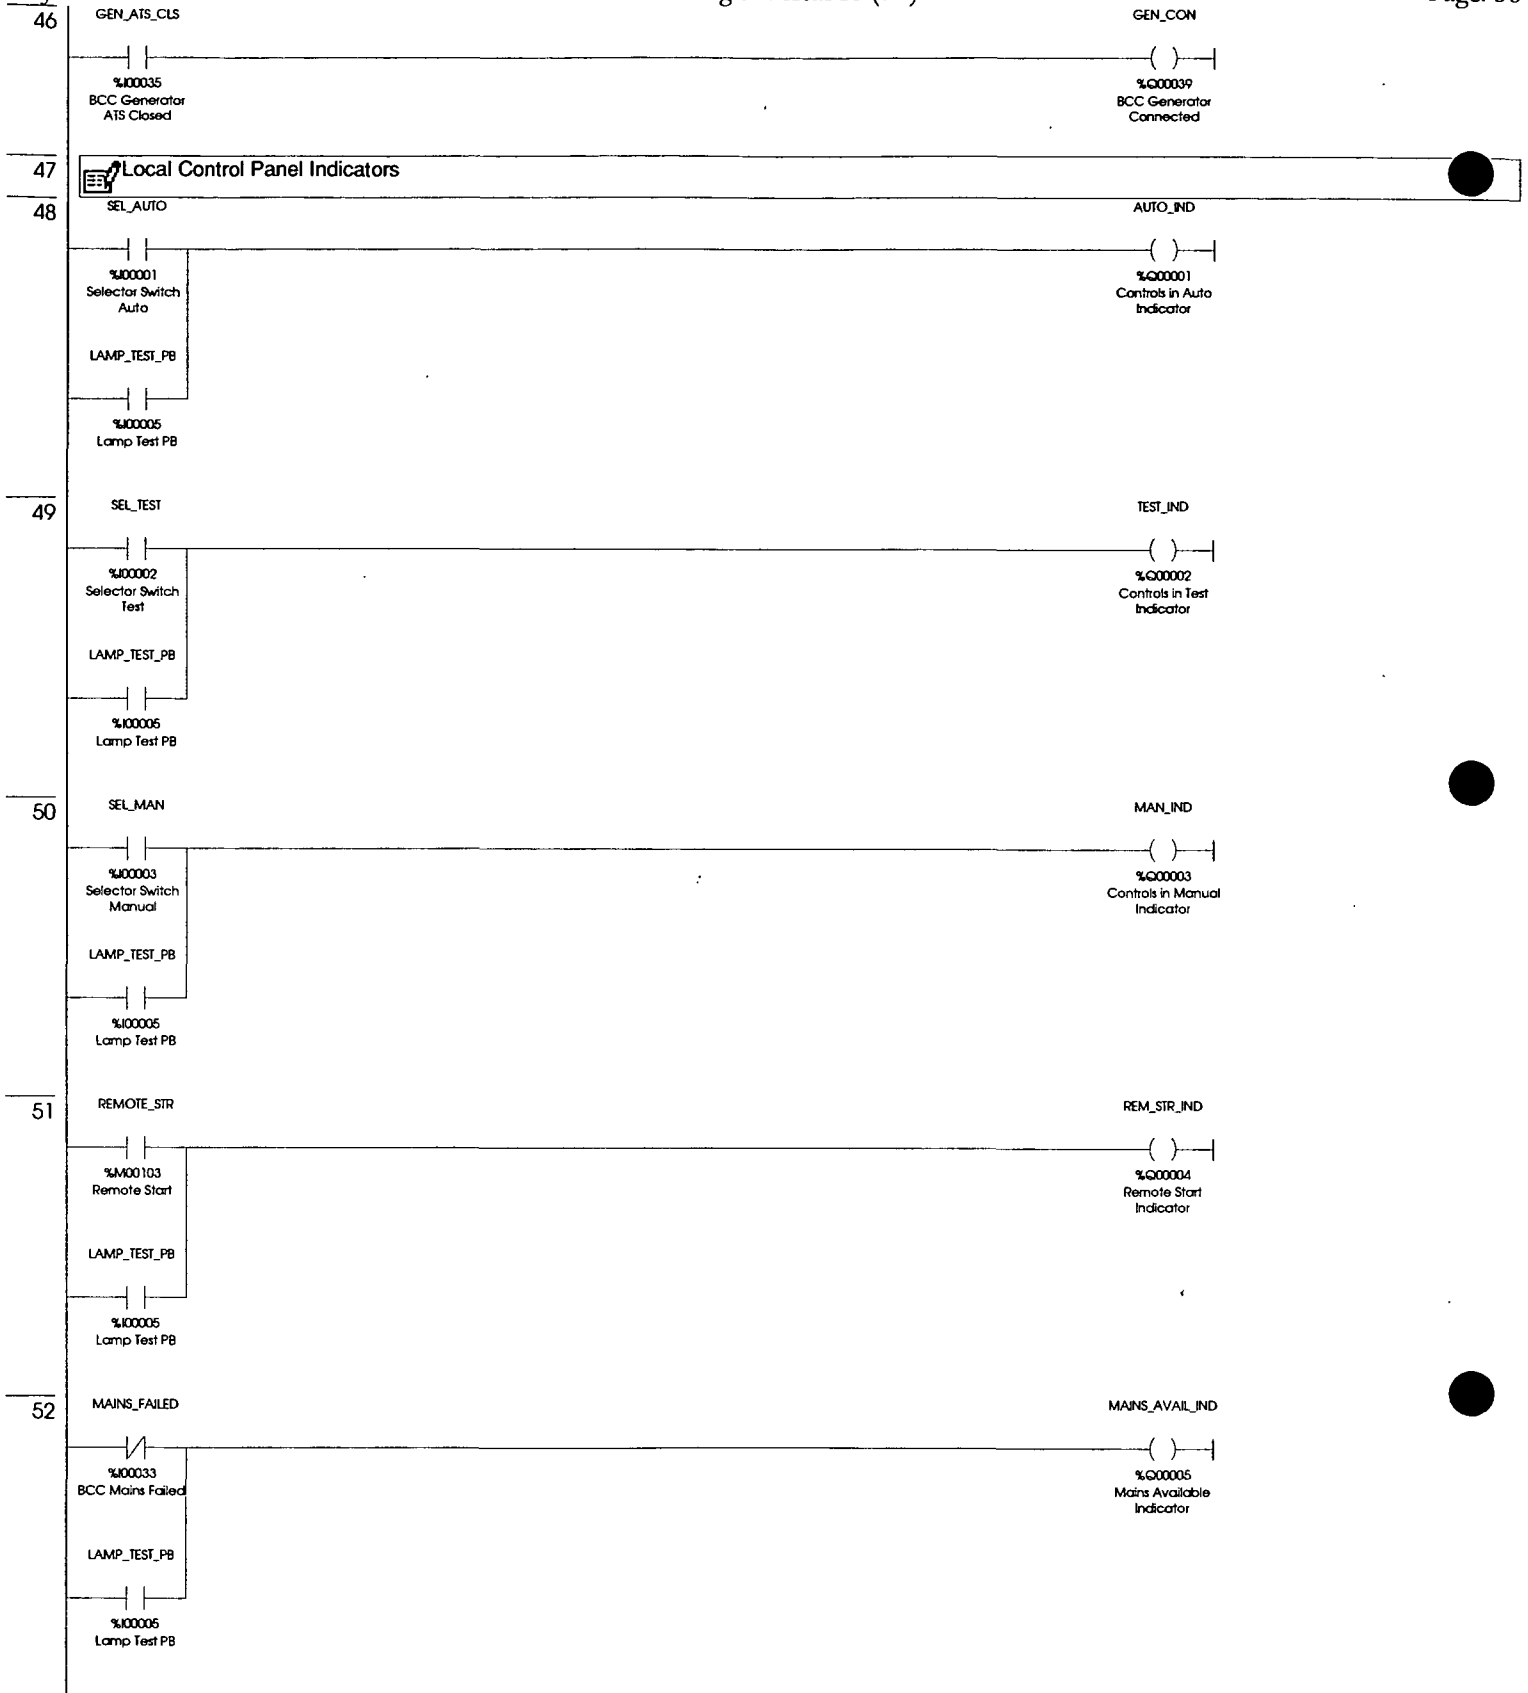 46
GEN_ATS_CLS
GEN_CON
%I00035
BCC Generator
ATS Closed
%Q00039
BCC Generator
Connected
47
Local Control Panel Indicators
48
SEL_AUTO
AUTO_IND
%I00001
Selector Switch
Auto
%Q00001
Controls in Auto
Indicator
LAMP_TEST_PB
%I00005
Lamp Test PB
49
SEL_TEST
TEST_IND
%I00002
Selector Switch
Test
%Q00002
Controls in Test
Indicator
LAMP_TEST_PB
%I00005
Lamp Test PB
50
SEL_MAN
MAN_IND
%I00003
Selector Switch
Manual
%Q00003
Controls in Manual
Indicator
LAMP_TEST_PB
%I00005
Lamp Test PB
51
REMOTE_STR
REM_STR_IND
%M00103
Remote Start
%Q00004
Remote Start
Indicator
LAMP_TEST_PB
%I00005
Lamp Test PB
52
MAINS_FAILED
MAINS_AVAIL_IND
%I00033
BCC Mains Failed
%Q00005
Mains Available
Indicator
LAMP_TEST_PB
%I00005
Lamp Test PB